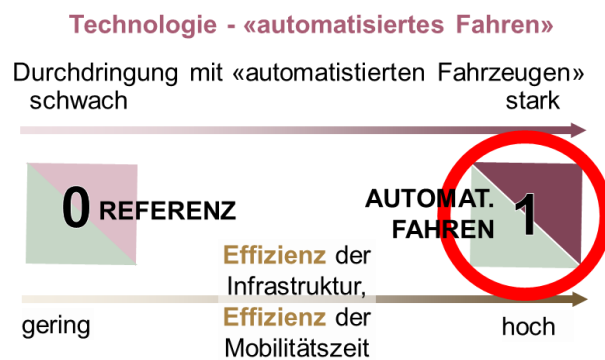 Technologie - «automatisiertes Fahren»
Durchdringung mit «automatistierten Fahrzeugen»
schwach stark
0 REFERENZ
AUTOMAT.
FAHREN 1
Effizienz der
Infrastruktur,
Effizienz der
Mobilitätszeit
gering hoch